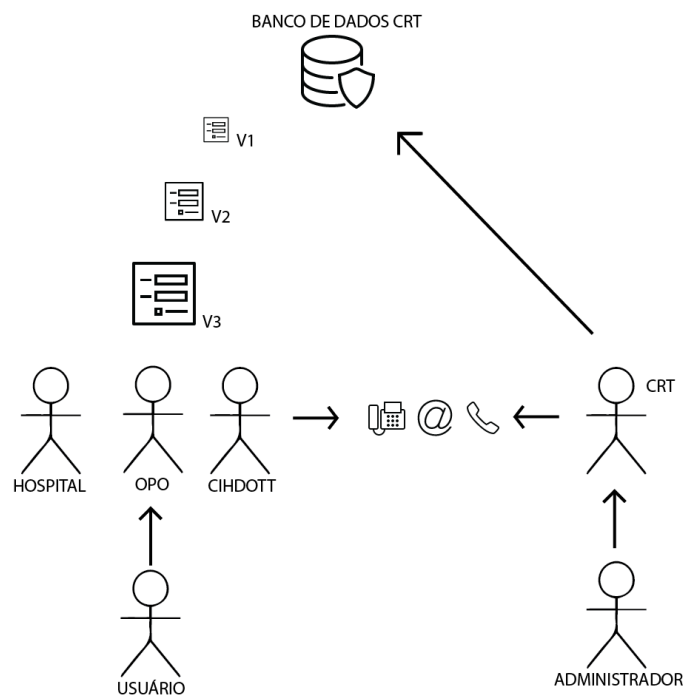 BANCO DE DADOS CRT
V1
V2
V3
CRT
HOSPITAL
OPO
CIHDOTT
@
USUÁRIO
ADMINISTRADOR